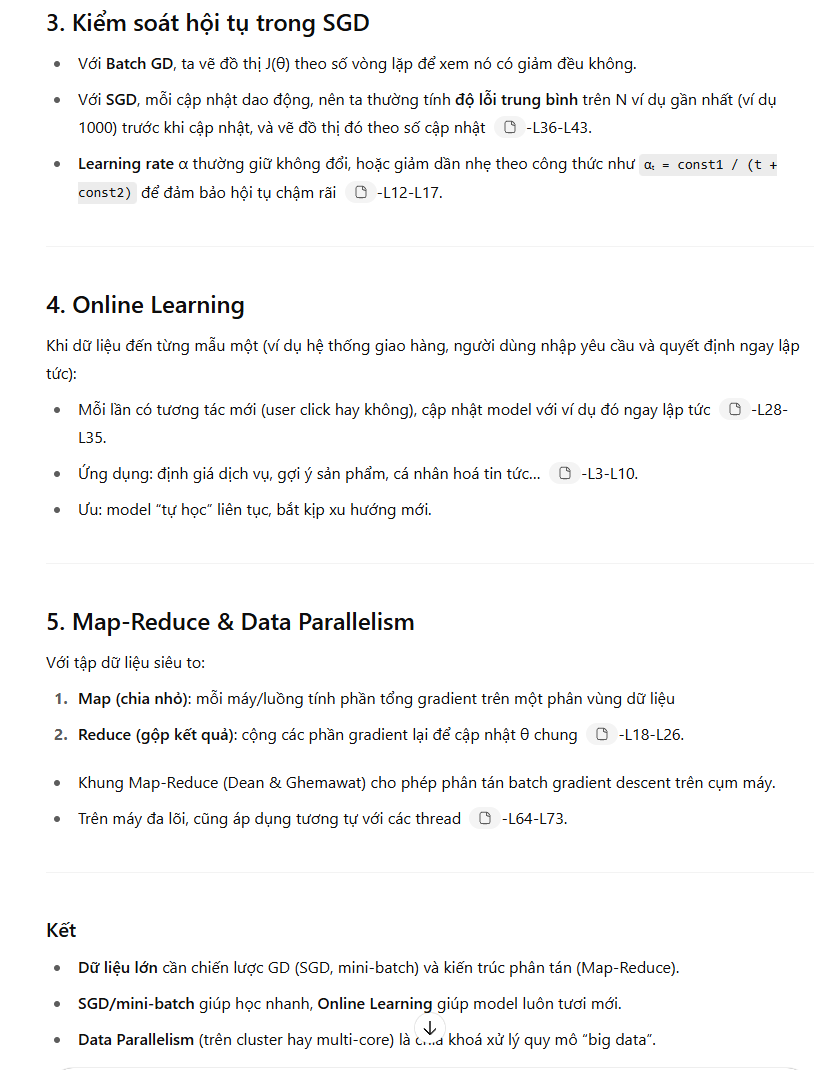 3. Kiểm soát hội tụ trong SGD
• Với Batch GD, ta vẽ đồ thị J(θ) theo số vòng lặp để xem nó có giảm đều không.
• Với SGD, mỗi cập nhật dao động, nên ta thường tính độ lỗi trung bình trên N ví dụ gần nhất (ví dụ
1000) trước khi cập nhật, và vẽ đồ thị đó theo số cập nhật -L36-L43.
• Learning rate α thường giữ không đổi, hoặc giảm dần nhẹ theo công thức như αₜ = const1 / (t +
const2) để đảm bảo hội tụ chậm rãi -L12-L17.
4. Online Learning
Khi dữ liệu đến từng mẫu một (ví dụ hệ thống giao hàng, người dùng nhập yêu cầu và quyết định ngay lập
tức):
• Mỗi lần có tương tác mới (user click hay không), cập nhật model với ví dụ đó ngay lập tức -L28-
L35.
• Ứng dụng: định giá dịch vụ, gợi ý sản phẩm, cá nhân hoá tin tức... -L3-L10.
• Ưu: model “tự học” liên tục, bắt kịp xu hướng mới.
5. Map-Reduce & Data Parallelism
Với tập dữ liệu siêu to:
1. Map (chia nhỏ): mỗi máy/luồng tính phần tổng gradient trên một phân vùng dữ liệu
2. Reduce (gộp kết quả): cộng các phần gradient lại để cập nhật θ chung -L18-L26.
• Khung Map-Reduce (Dean & Ghemawat) cho phép phân tán batch gradient descent trên cụm máy.
• Trên máy đa lõi, cũng áp dụng tương tự với các thread -L64-L73.
Kết
• Dữ liệu lớn cần chiến lược GD (SGD, mini-batch) và kiến trúc phân tán (Map-Reduce).
• SGD/mini-batch giúp học nhanh, Online Learning giúp model luôn tươi mới.
• Data Parallelism (trên cluster hay multi-core) là khoá xử lý quy mô “big data”.